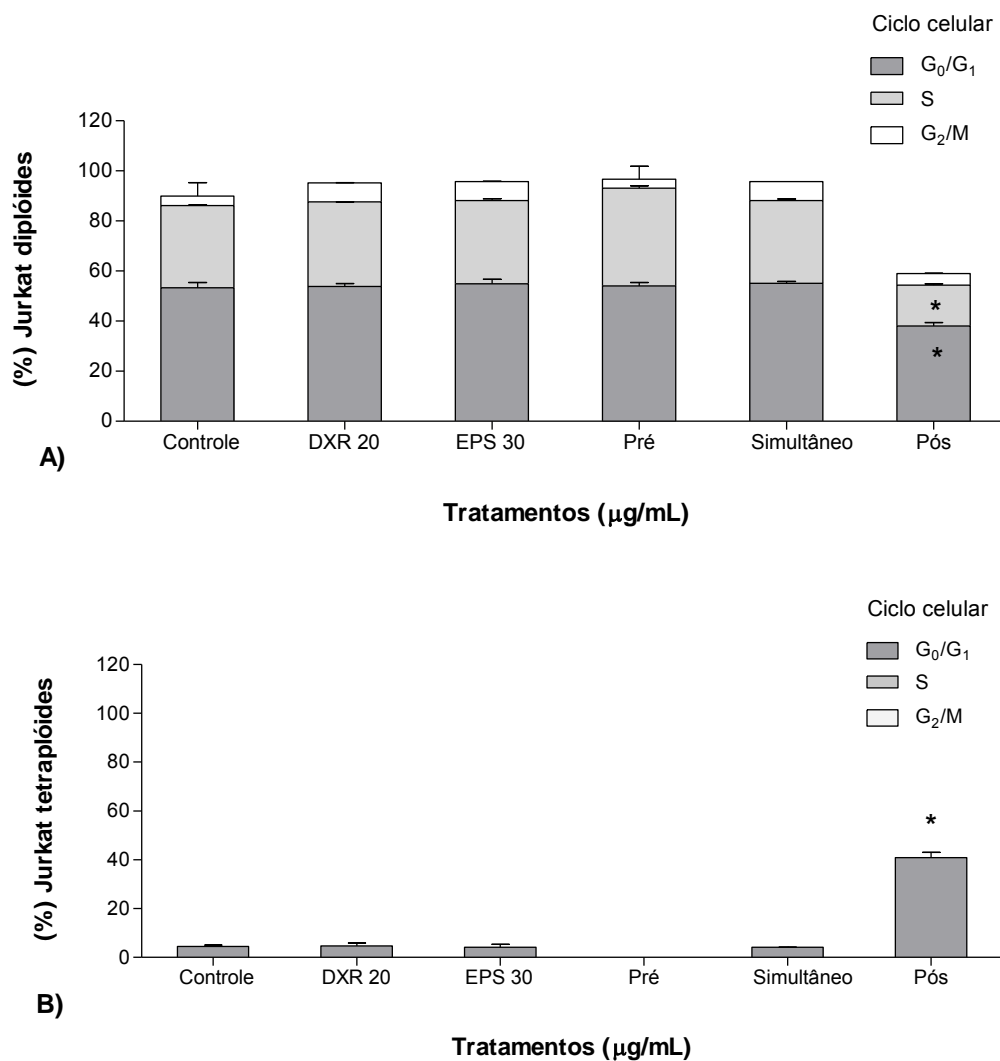 Ciclo celular
G₀/G₁
S
G₂/M
(%) Jurkat diplóides
120
100
80
60
40
20
0
*
*
Controle DXR 20 EPS 30 Pré Simultâneo Pós
A)
Tratamentos (μg/mL)
Ciclo celular
G₀/G₁
S
G₂/M
(%) Jurkat tetraplóides
120
100
80
60
40
20
0
*
Controle DXR 20 EPS 30 Pré Simultâneo Pós
B)
Tratamentos (μg/mL)